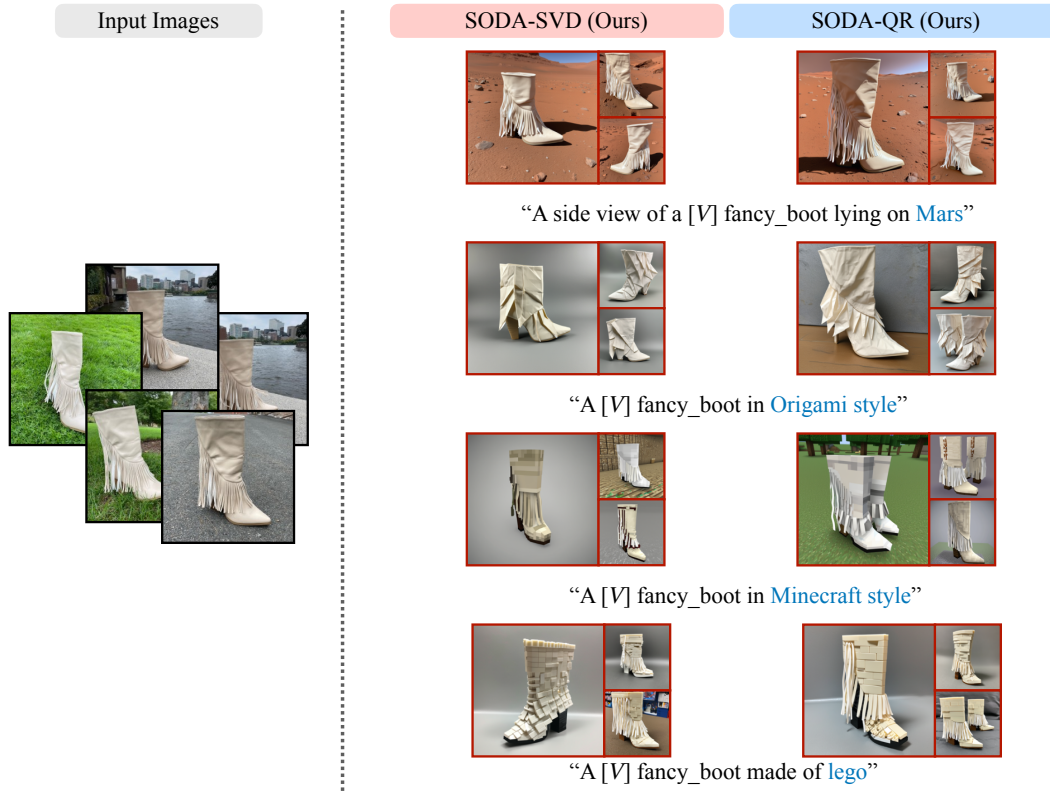 Input Images
SODA-SVD (Ours)
SODA-QR (Ours)
“A side view of a [V] fancy_boot lying on Mars”
“A [V] fancy_boot in Origami style”
“A [V] fancy_boot in Minecraft style”
“A [V] fancy_boot made of lego”